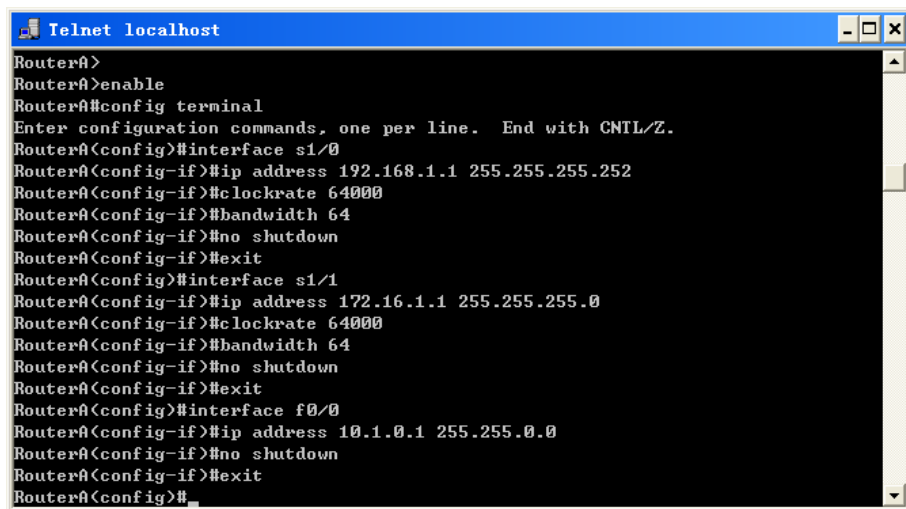 Telnet localhost
RouterA>
RouterA>enable
RouterA#config terminal
Enter configuration commands, one per line.  End with CNTL/Z.
RouterA(config)#interface s1/0
RouterA(config-if)#ip address 192.168.1.1 255.255.255.252
RouterA(config-if)#clockrate 64000
RouterA(config-if)#bandwidth 64
RouterA(config-if)#no shutdown
RouterA(config-if)#exit
RouterA(config)#interface s1/1
RouterA(config-if)#ip address 172.16.1.1 255.255.255.0
RouterA(config-if)#clockrate 64000
RouterA(config-if)#bandwidth 64
RouterA(config-if)#no shutdown
RouterA(config-if)#exit
RouterA(config)#interface f0/0
RouterA(config-if)#ip address 10.1.0.1 255.255.0.0
RouterA(config-if)#no shutdown
RouterA(config-if)#exit
RouterA(config)#